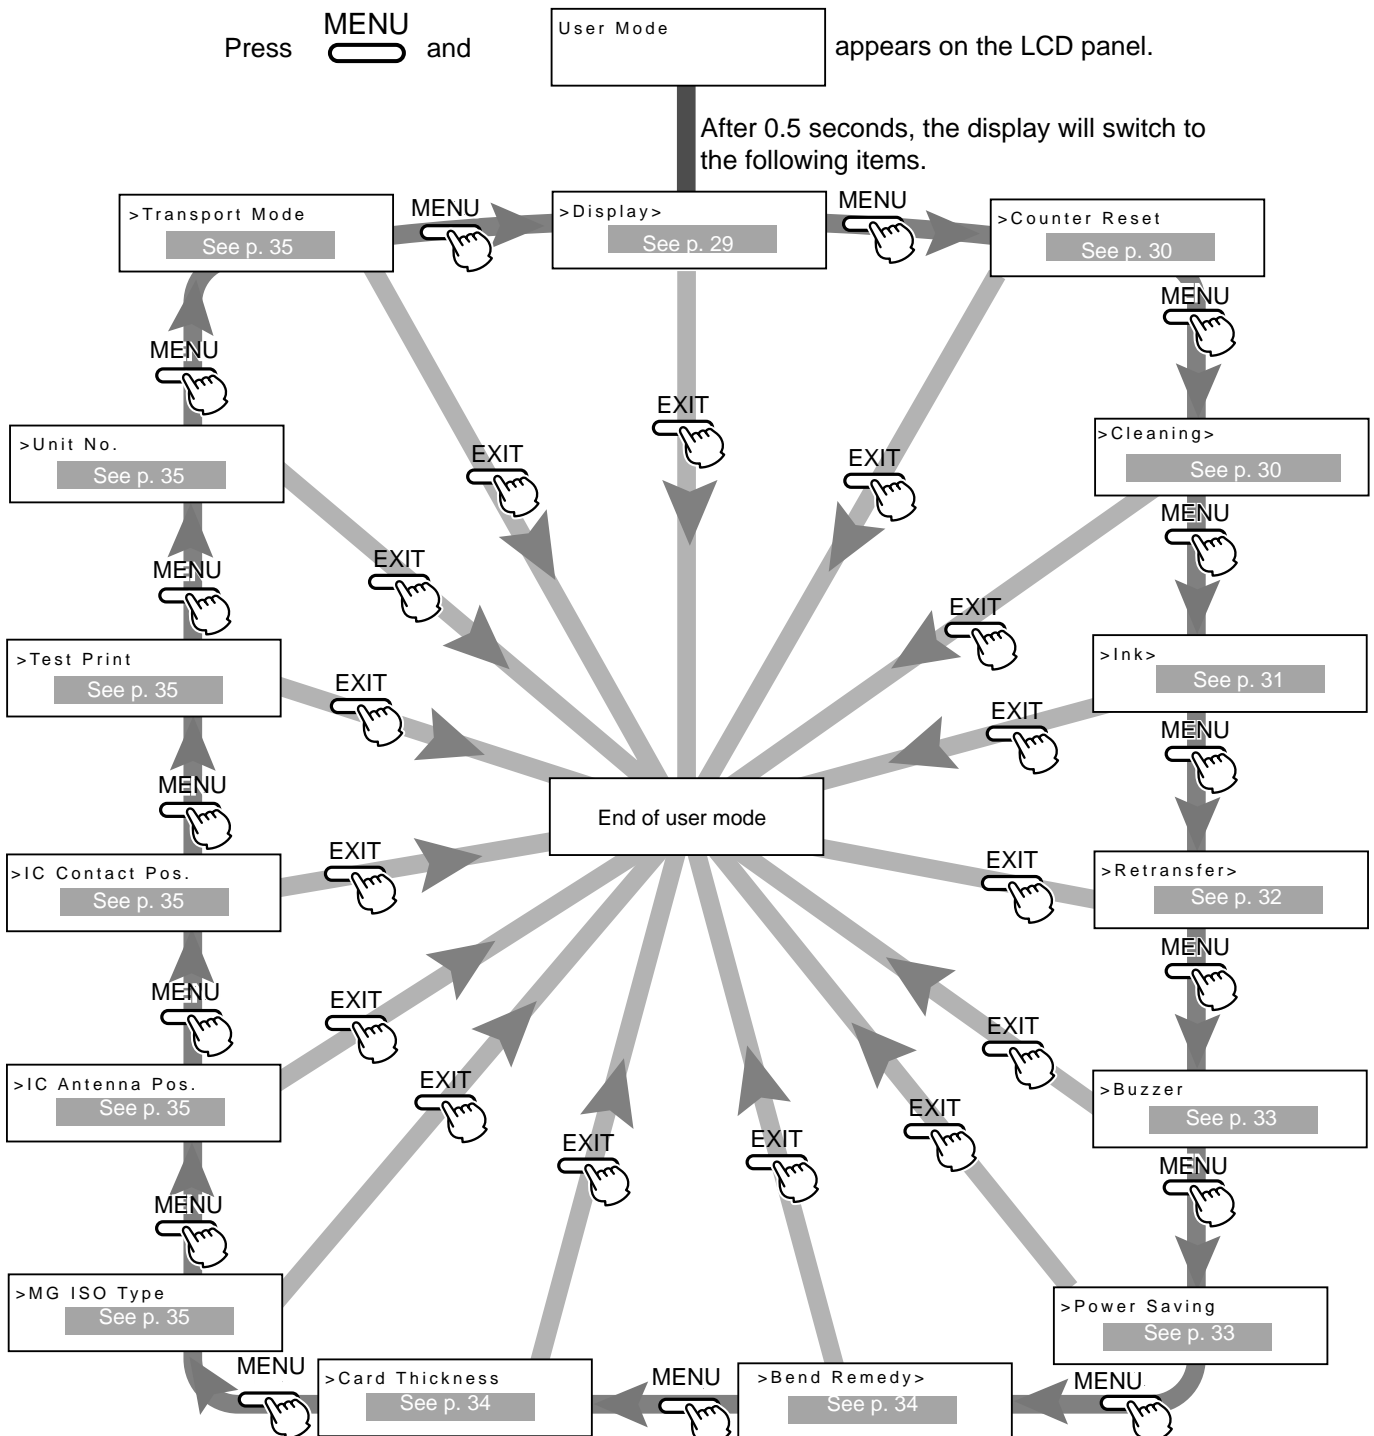 MENU
Press and
User Mode
appears on the LCD panel.
After 0.5 seconds, the display will switch to
the following items.
>Transport Mode
See p. 35
MENU
>Display>
See p. 29
MENU
>Counter Reset
See p. 30
MENU
MENU
EXIT
>Unit No.
See p. 35
EXIT
EXIT
>Cleaning>
See p. 30
MENU
MENU
EXIT
EXIT
>Test Print
See p. 35
EXIT
>Ink>
See p. 31
EXIT
MENU
MENU
End of user mode
>IC Contact Pos.
See p. 35
EXIT
EXIT
>Retransfer>
See p. 32
MENU
MENU
EXIT
EXIT
>IC Antenna Pos.
See p. 35
EXIT
>Buzzer
See p. 33
EXIT
EXIT
EXIT
MENU
MENU
>MG ISO Type
See p. 35
>Power Saving
See p. 33
MENU
>Card Thickness
See p. 34
MENU
>Bend Remedy>
See p. 34
MENU